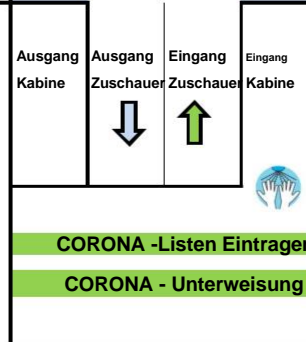 Ausgang Ausgang Eingang Eingang
Kabine Zuschauer Zuschauer Kabine
CORONA -Listen Eintragen
CORONA - Unterweisung